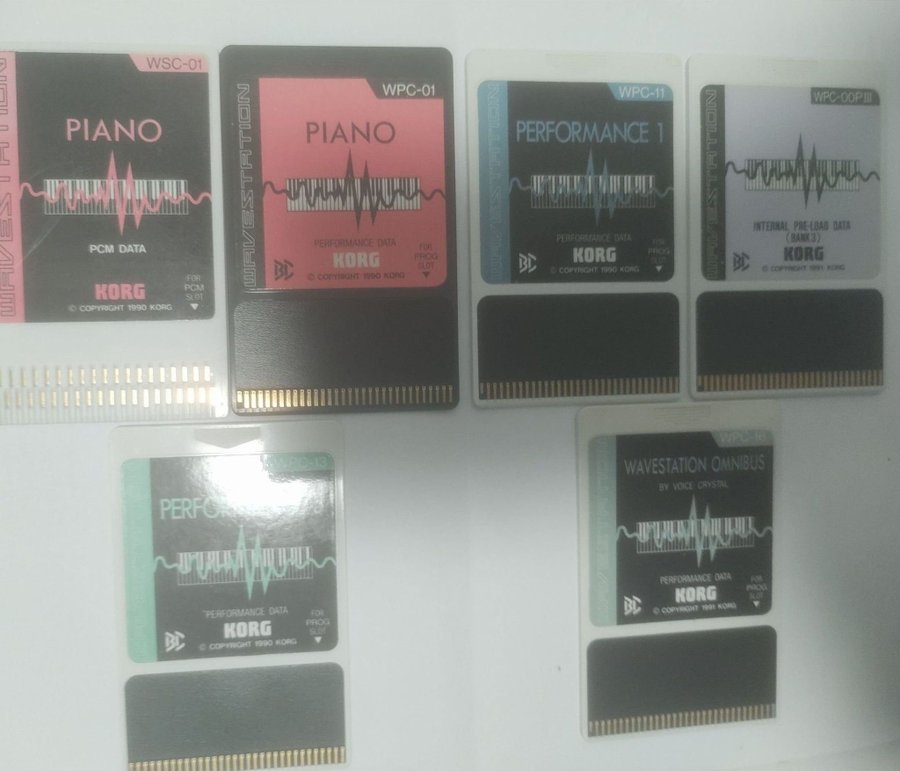 WSC-01
WAVESTATION
PIANO
PCM DATA
KORG
© COPYRIGHT 1990 KORG
FOR
PCM
SLOT
WPC-01
WAVESTATION
PIANO
PERFORMANCE DATA
KORG
© COPYRIGHT 1990 KORG
FOR
PROG
SLOT
WPC-11
WAVESTATION
PERFORMANCE 1
PERFORMANCE DATA
KORG
© COPYRIGHT 1990 KORG
FOR
PROG
SLOT
WPC-00PIII
WAVESTATION
INTERNAL PRE-LOAD DATA
(BANK3)
KORG
© COPYRIGHT 1991 KORG
WPC-13
PERFORMANCE DATA
KORG
© COPYRIGHT 1990 KORG
FOR
PROG
SLOT
WAVESTATION OMNIBUS
BY VOICE CRYSTAL
PERFORMANCE DATA
KORG
© COPYRIGHT 1991 KORG
FOR
PROG
SLOT